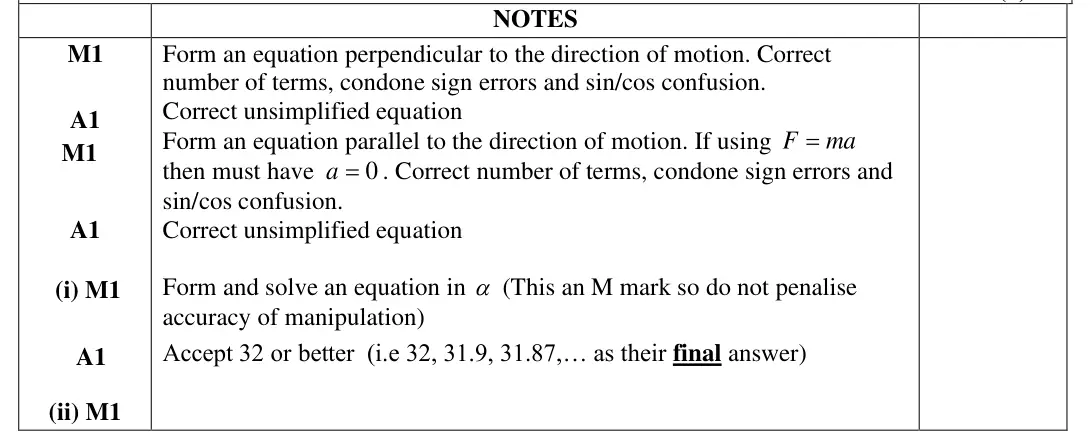 NOTES
M1 Form an equation perpendicular to the direction of motion. Correct
number of terms, condone sign errors and sin/cos confusion.
A1 Correct unsimplified equation
M1 Form an equation parallel to the direction of motion. If using F = ma
then must have a = 0. Correct number of terms, condone sign errors and
sin/cos confusion.
A1 Correct unsimplified equation
(i) M1 Form and solve an equation in α (This an M mark so do not penalise
accuracy of manipulation)
A1 Accept 32 or better (i.e 32, 31.9, 31.87,… as their final answer)
(ii) M1